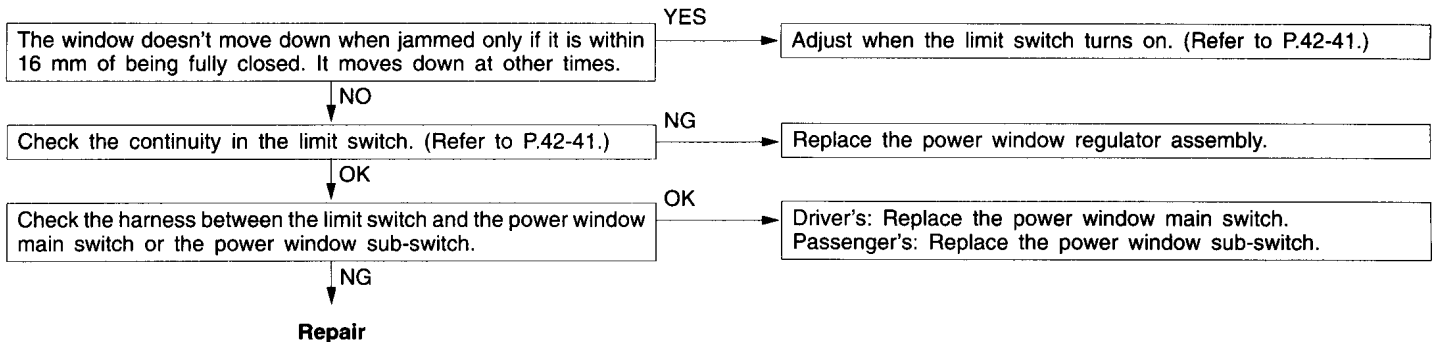 YES
The window doesn't move down when jammed only if it is within
16 mm of being fully closed. It moves down at other times.
Adjust when the limit switch turns on. (Refer to P.42-41.)
NO
Check the continuity in the limit switch. (Refer to P.42-41.)
NG
Replace the power window regulator assembly.
OK
Check the harness between the limit switch and the power window
main switch or the power window sub-switch.
OK
Driver's: Replace the power window main switch.
Passenger's: Replace the power window sub-switch.
NG
Repair